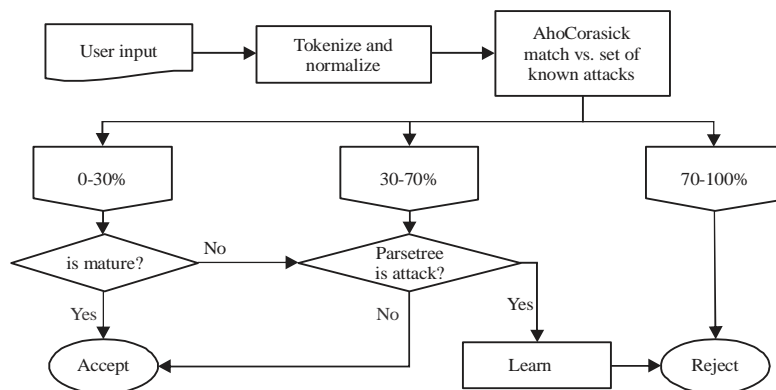 User input
Tokenize and
normalize
AhoCorasick
match vs. set of
known attacks
0-30%
30-70%
70-100%
is mature?
No
Parsetree
is attack?
Yes
No
Yes
Accept
Learn
Reject